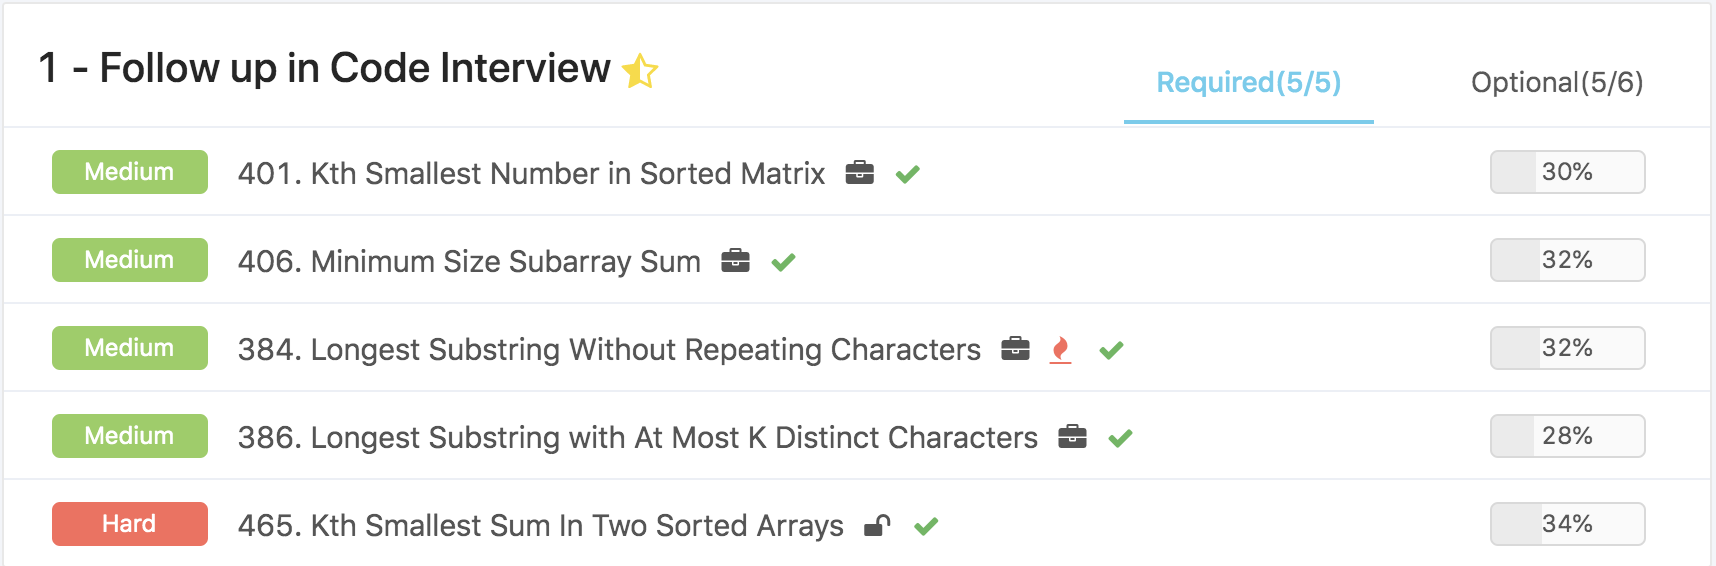 1 - Follow up in Code Interview
Required(5/5) Optional(5/6)
Medium 401. Kth Smallest Number in Sorted Matrix 30%
Medium 406. Minimum Size Subarray Sum 32%
Medium 384. Longest Substring Without Repeating Characters 32%
Medium 386. Longest Substring with At Most K Distinct Characters 28%
Hard 465. Kth Smallest Sum In Two Sorted Arrays 34%